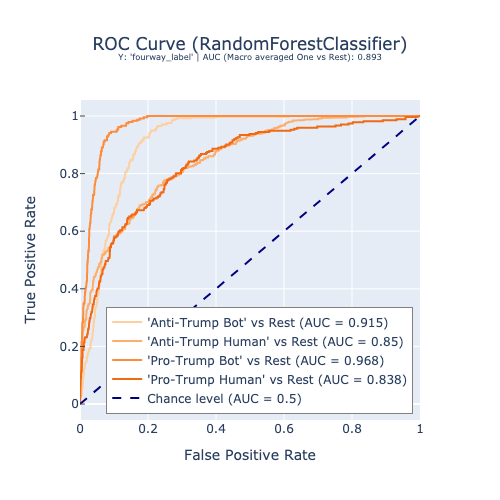 ROC Curve (RandomForestClassifier)
Y: 'fourway_label' | AUC (Macro averaged One vs Rest): 0.893
True Positive Rate
1
0.8
0.6
0.4
0.2
0
'Anti-Trump Bot' vs Rest (AUC = 0.915)
'Anti-Trump Human' vs Rest (AUC = 0.85)
'Pro-Trump Bot' vs Rest (AUC = 0.968)
'Pro-Trump Human' vs Rest (AUC = 0.838)
Chance level (AUC = 0.5)
0 0.2 0.4 0.6 0.8 1
False Positive Rate